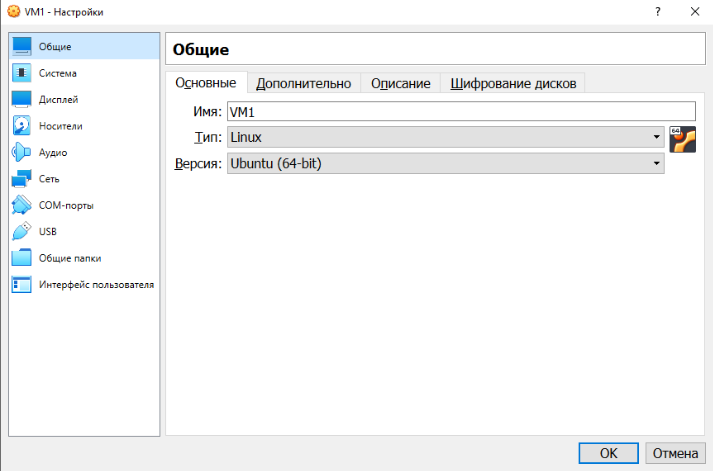 VM1 - Настройки ?
Общие
Система
Дисплей
Носители
Аудио
Сеть
COM-порты
USB
Общие папки
Интерфейс пользователя
Общие
Основные Дополнительно Описание Шифрование дисков
Имя: VM1
Тип: Linux
64
Версия: Ubuntu (64-bit)
OK Отмена